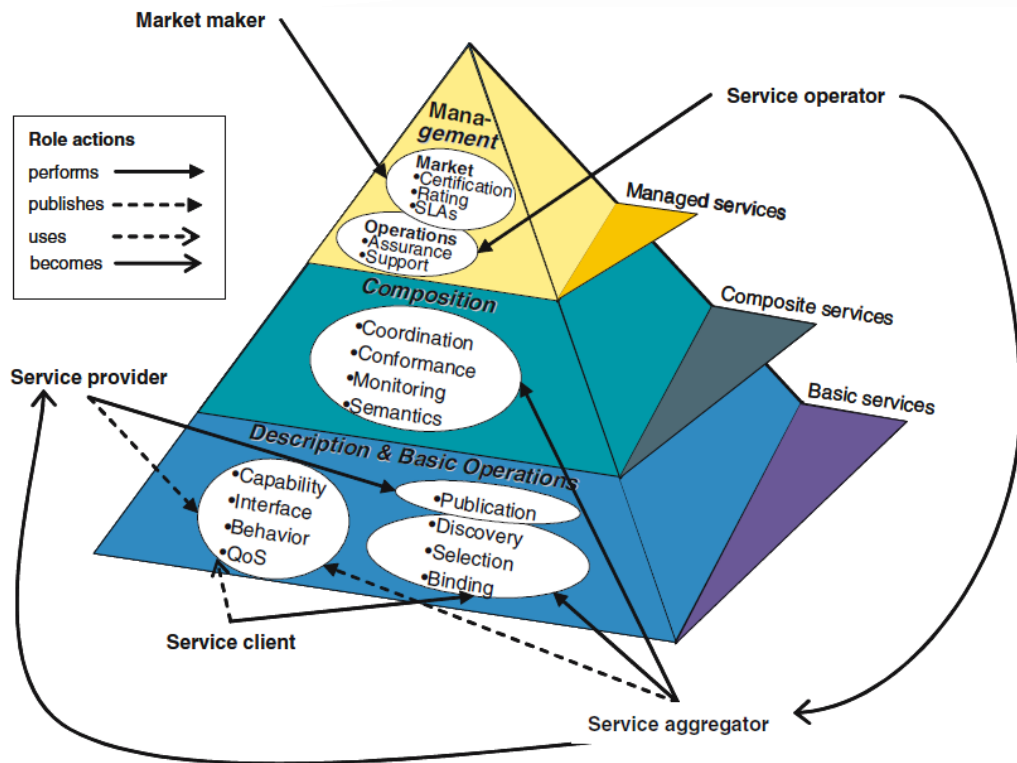 Market maker
Service operator
Role actions
performs
publishes
uses
becomes
Mana-
gement
Market
•Certification
•Rating
•SLAs
Operations
•Assurance
•Support
Managed services
Composition
•Coordination
•Conformance
•Monitoring
•Semantics
Composite services
Service provider
Basic services
Description & Basic Operations
•Capability
•Interface
•Behavior
•QoS
•Publication
•Discovery
•Selection
•Binding
Service client
Service aggregator